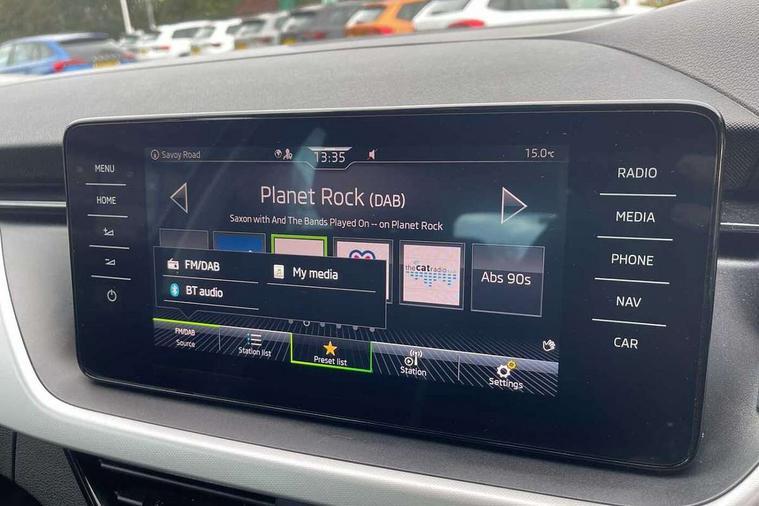 Savoy Road
13:35
15.0°C
MENU
HOME
Planet Rock (DAB)
Saxon with And The Bands Played On -- on Planet Rock
FM/DAB
My media
BT audio
the catradio
Abs 90s
FM/DAB
Source
Station list
Preset list
Station
Settings
RADIO
MEDIA
PHONE
NAV
CAR